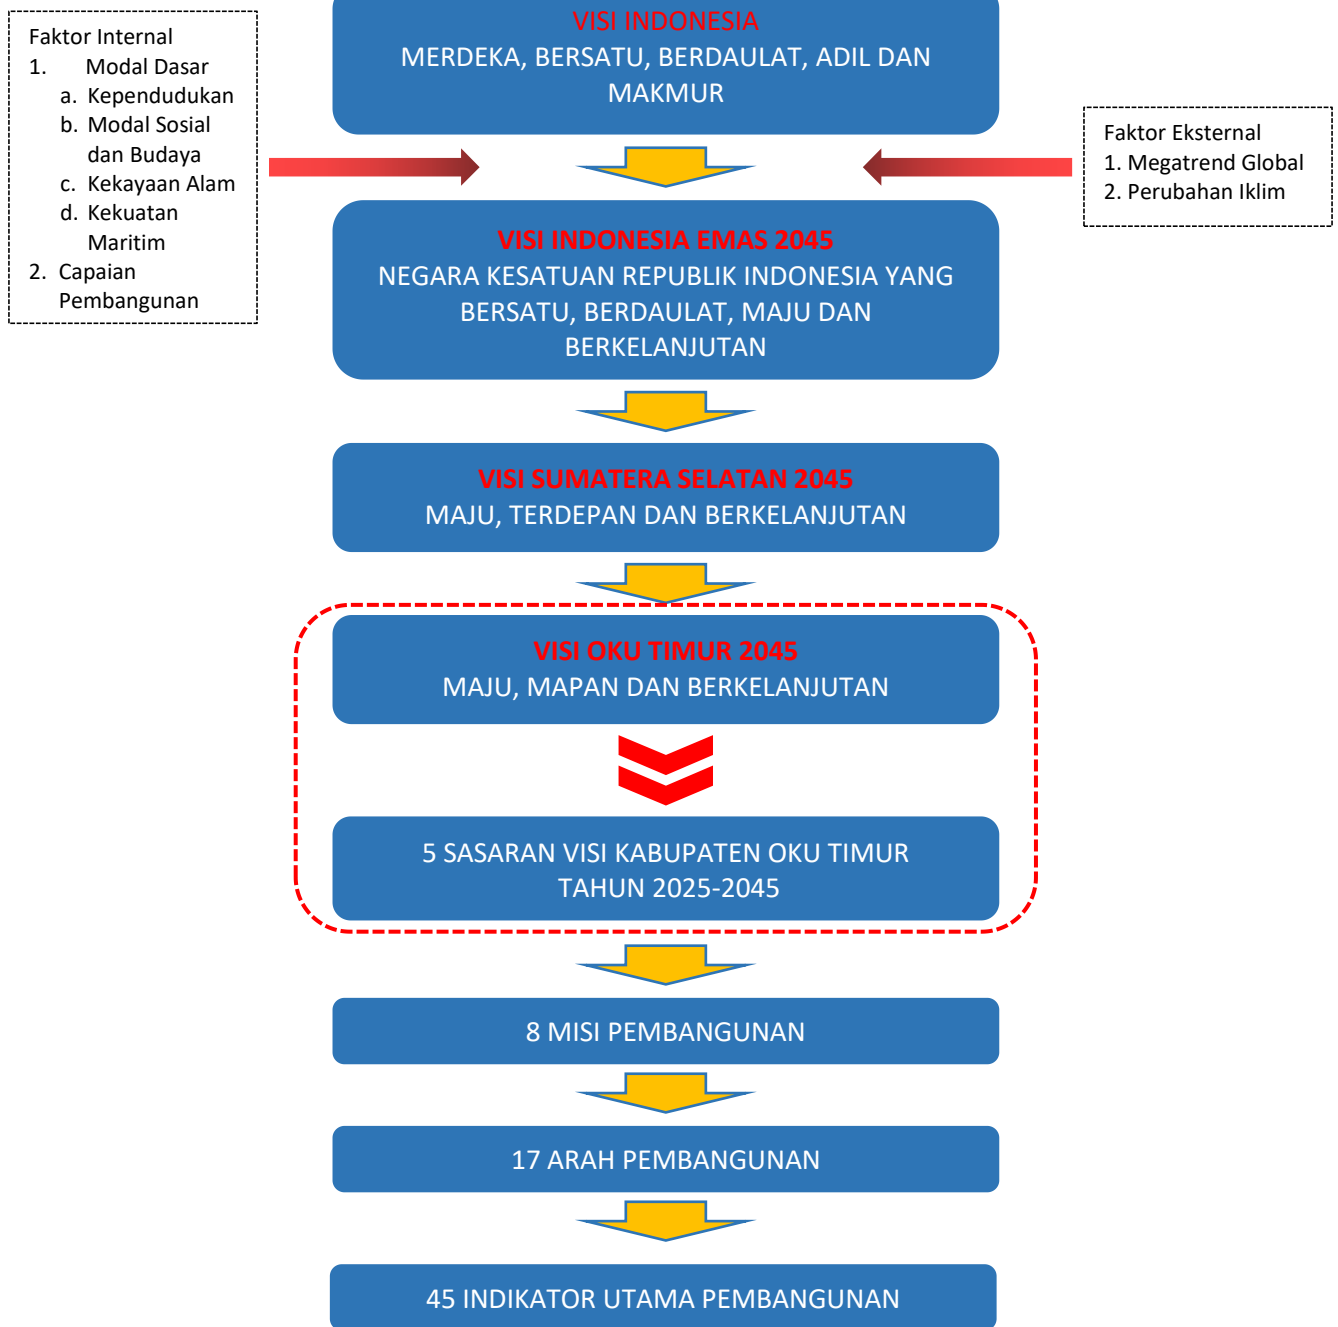 Faktor Internal
1. Modal Dasar
a. Kependudukan
b. Modal Sosial
dan Budaya
c. Kekayaan Alam
d. Kekuatan
Maritim
2. Capaian
Pembangunan
VISI INDONESIA
MERDEKA, BERSATU, BERDAULAT, ADIL DAN
MAKMUR
Faktor Eksternal
1. Megatrend Global
2. Perubahan Iklim
VISI INDONESIA EMAS 2045
NEGARA KESATUAN REPUBLIK INDONESIA YANG
BERSATU, BERDAULAT, MAJU DAN
BERKELANJUTAN
VISI SUMATERA SELATAN 2045
MAJU, TERDEPAN DAN BERKELANJUTAN
VISI OKU TIMUR 2045
MAJU, MAPAN DAN BERKELANJUTAN
5 SASARAN VISI KABUPATEN OKU TIMUR
TAHUN 2025-2045
8 MISI PEMBANGUNAN
17 ARAH PEMBANGUNAN
45 INDIKATOR UTAMA PEMBANGUNAN